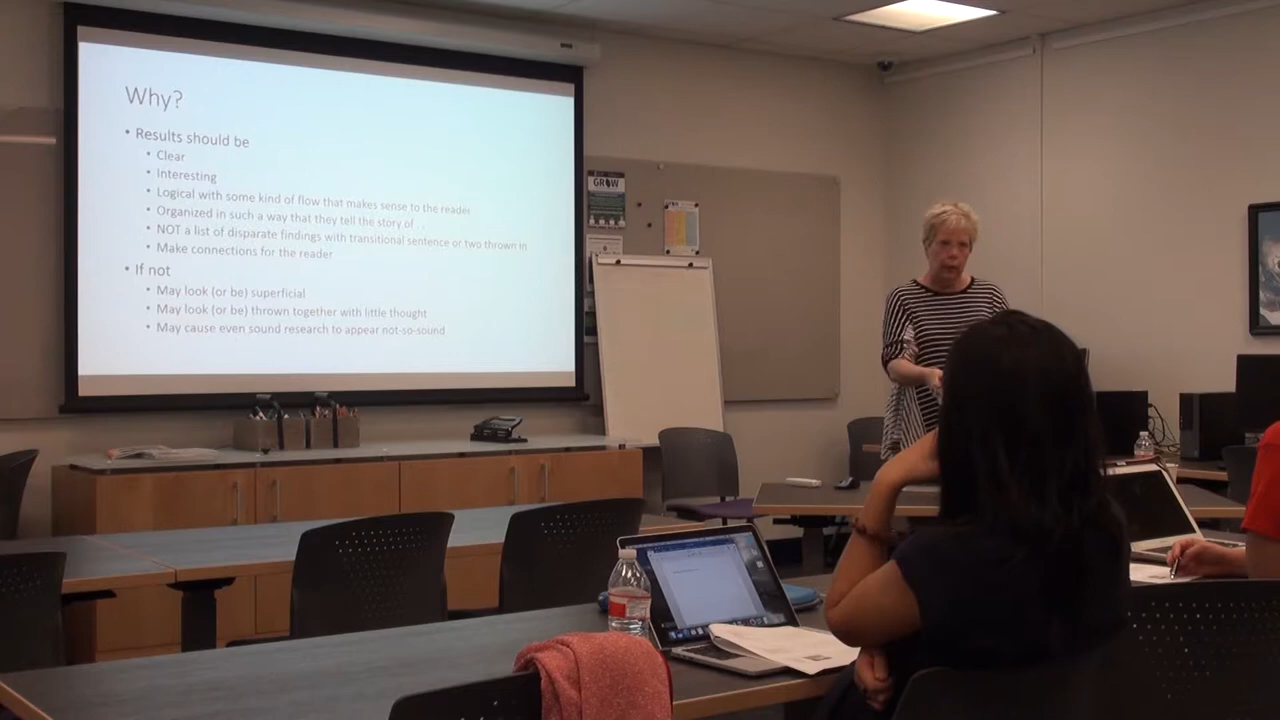 Why?
• Results should be
• Clear
• Interesting
• Logical with some kind of flow that makes sense to the reader
• Organized in such a way that they tell the story of . .
• NOT a list of disparate findings with transitional sentence or two thrown in
• Make connections for the reader
• If not
• May look (or be) superficial
• May look (or be) thrown together with little thought
• May cause even sound research to appear not-so-sound
GROW